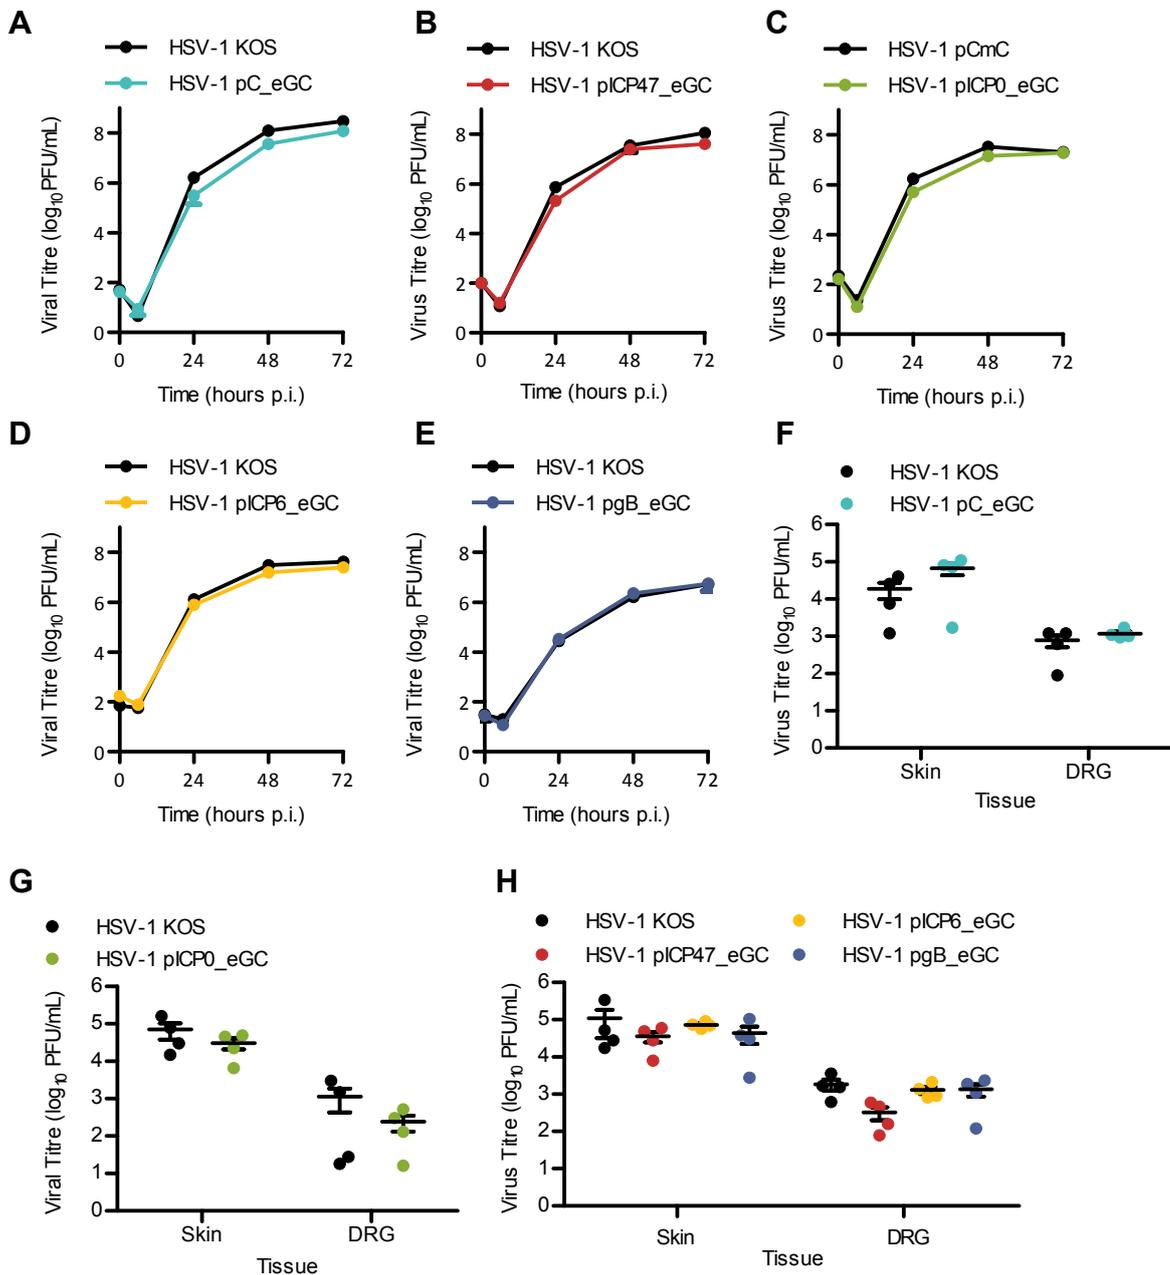 A
HSV-1 KOS
HSV-1 pC_eGC
Viral Titre (log10PFU/mL)
8
6
4
2
0
0 24 48 72
Time (hours p.i.)
B
HSV-1 KOS
HSV-1 pICP47_eGC
Virus Titre (log10 PFU/mL)
8
6
4
2
0
0 24 48 72
Time (hours p.i.)
C
HSV-1 pCmC
HSV-1 pICP0_eGC
Virus Titre (log10 PFU/mL)
8
6
4
2
0
0 24 48 72
Time (hours p.i.)
D
HSV-1 KOS
HSV-1 pICP6_eGC
Viral Titre (log10 PFU/mL)
8
6
4
2
0
0 24 48 72
Time (hours p.i.)
E
HSV-1 KOS
HSV-1 pgB_eGC
Viral Titre (log10 PFU/mL)
8
6
4
2
0
0 24 48 72
Time (hours p.i.)
F
HSV-1 KOS
HSV-1 pC_eGC
Virus Titre (log10 PFU/mL)
6
5
4
3
2
1
0
Skin DRG
Tissue
G
HSV-1 KOS
HSV-1 pICP0_eGC
Viral Titre (log10 PFU/mL)
6
5
4
3
2
1
0
Skin DRG
Tissue
H
HSV-1 KOS HSV-1 pICP6_eGC
HSV-1 pICP47_eGC HSV-1 pgB_eGC
Virus Titre (log10 PFU/mL)
6
5
4
3
2
1
0
Skin DRG
Tissue